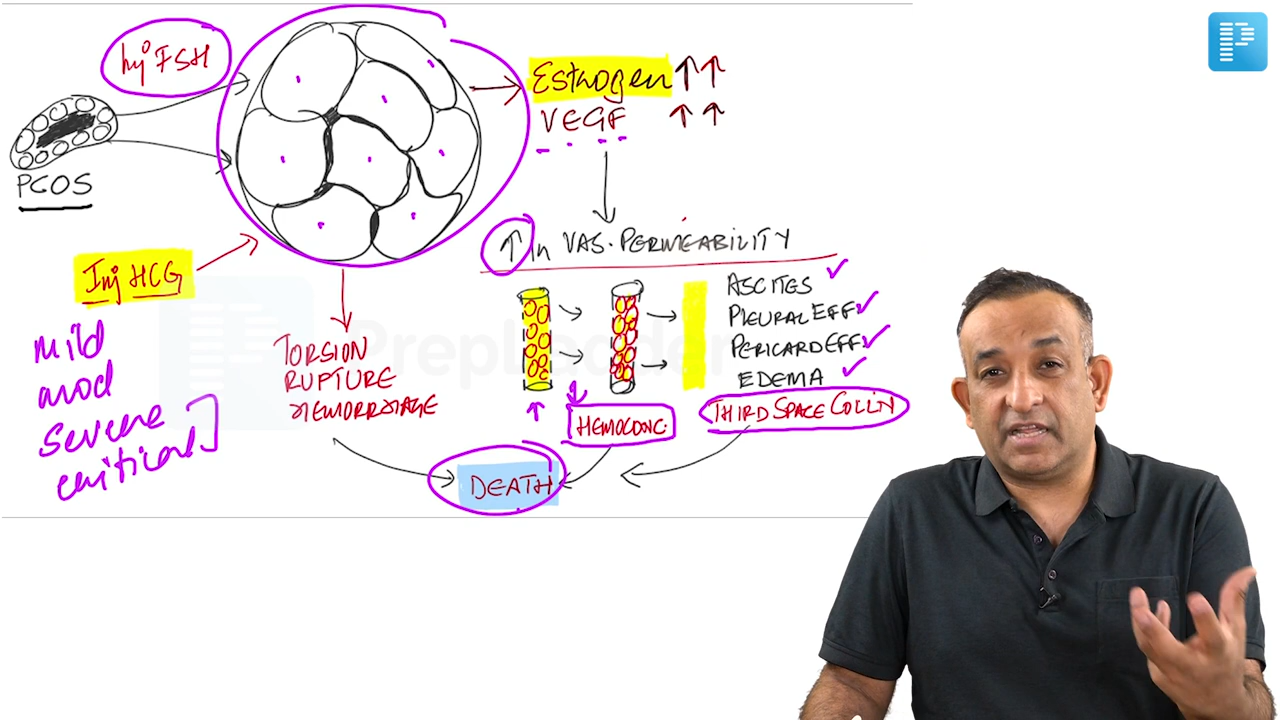 Inj FSH
PCOS
Estrogen ↑↑
VEGF ↑↑
↑ In VAS. PERMEABILITY
Inj HCG
mild
mod
severe
critical
TORSION
RUPTURE
HEMORRHAGE
ASCITES
PLEURAL EFF
PERICARD EFF
EDEMA
HEMOCONC.
THIRD SPACE COLLN
DEATH
PrepLadder